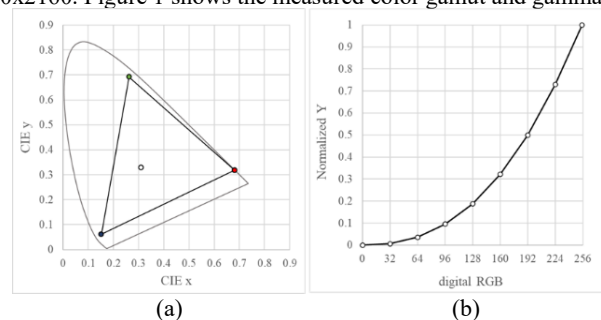 0x2100. Figure 1 shows the measured color gamut and gamma
CIE y
0.9
0.8
0.7
0.6
0.5
0.4
0.3
0.2
0.1
0
0 0.1 0.2 0.3 0.4 0.5 0.6 0.7 0.8 0.9
CIE x
(a)
Normalized Y
1
0.9
0.8
0.7
0.6
0.5
0.4
0.3
0.2
0.1
0
0 32 64 96 128 160 192 224 256
digital RGB
(b)